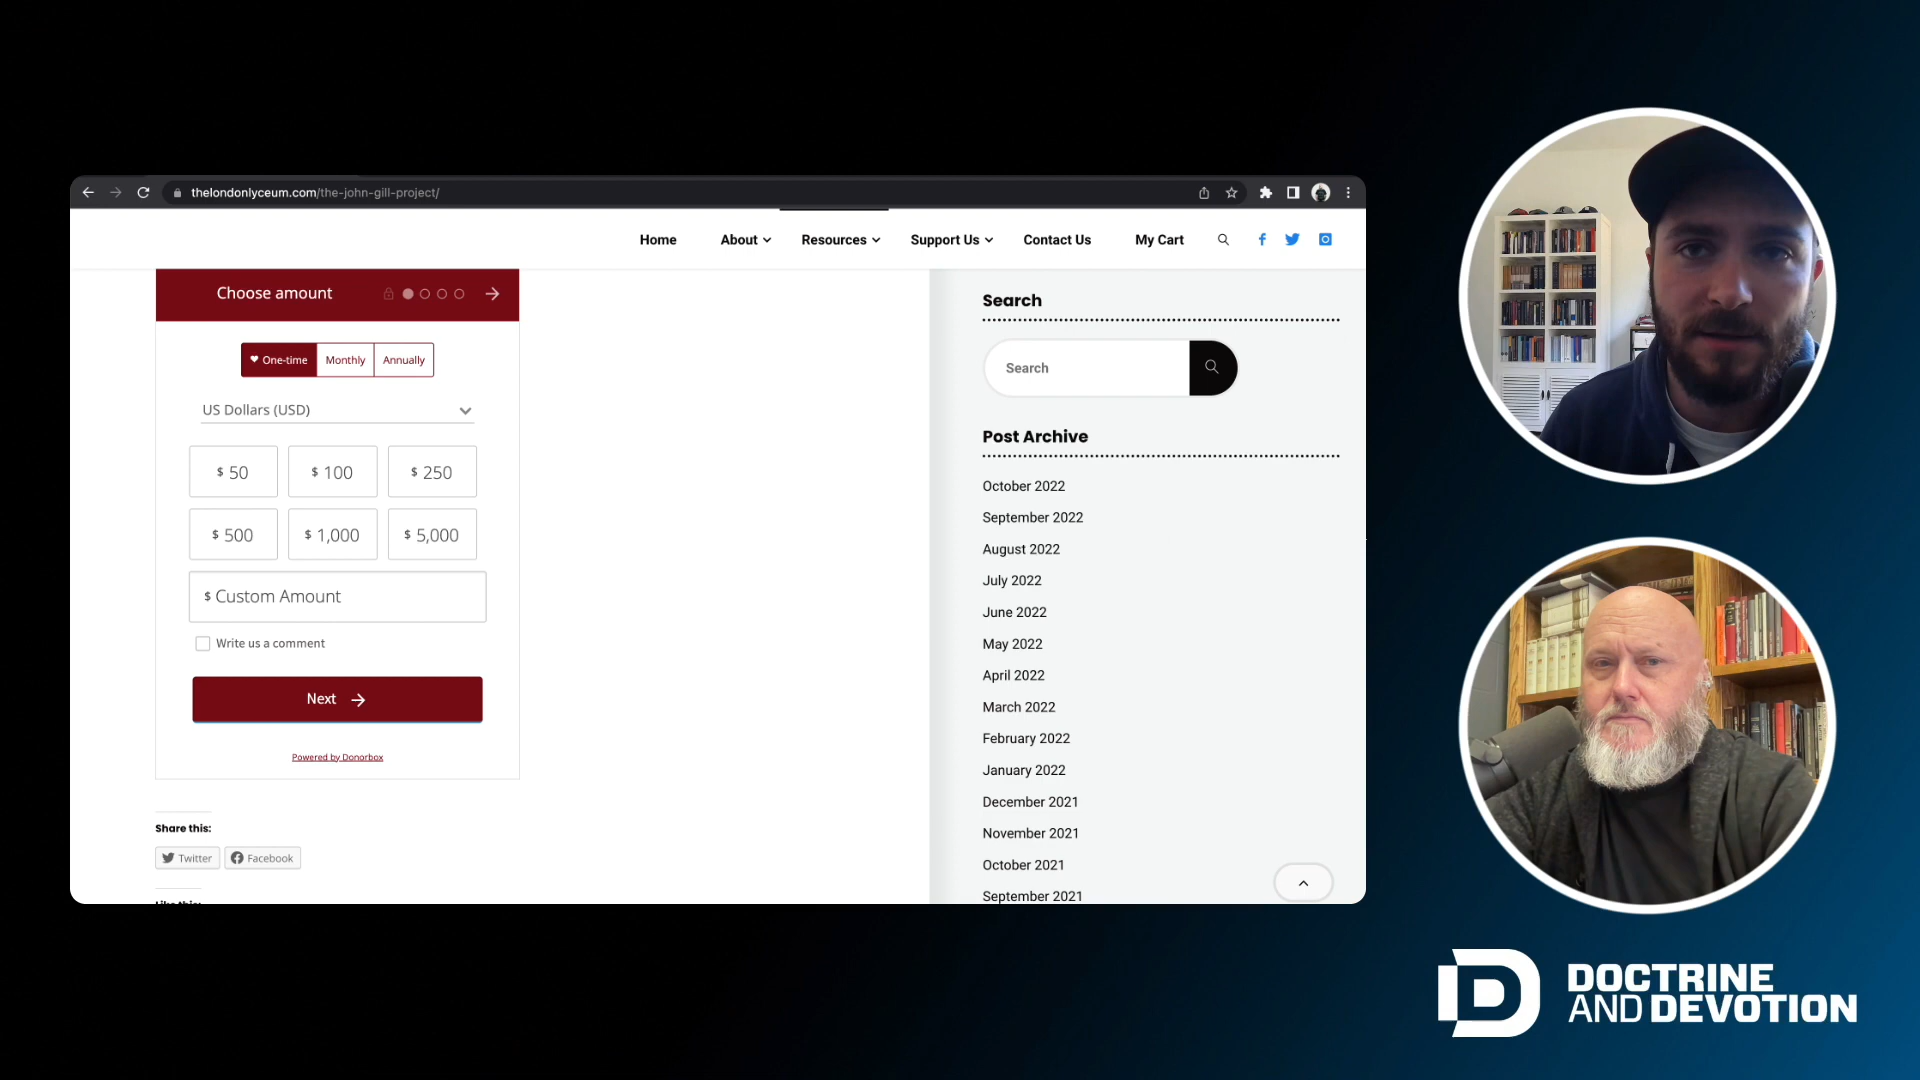 thelondonlyceum.com/the-john-gill-project/
Home About Resources Support Us Contact Us My Cart
Choose amount
One-time Monthly Annually
US Dollars (USD)
$ 50 $ 100 $ 250
$ 500 $ 1,000 $ 5,000
$ Custom Amount
Write us a comment
Next
Powered by Donorbox
Share this:
Twitter Facebook
Like this:
Search
Search
Post Archive
October 2022
September 2022
August 2022
July 2022
June 2022
May 2022
April 2022
March 2022
February 2022
January 2022
December 2021
November 2021
October 2021
September 2021
DOCTRINE
AND DEVOTION